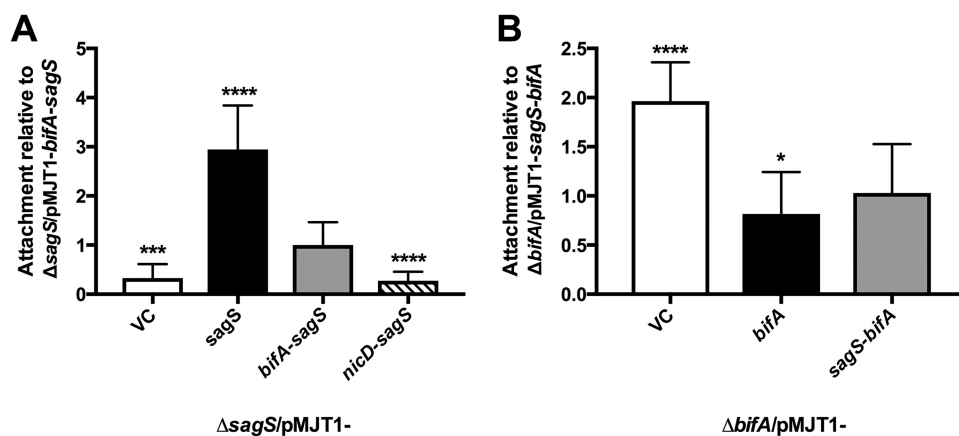 A
Attachment relative to
ΔsagS/pMJT1-bifA-sagS
5
4
3
2
1
0
***
****
****
VC
sagS
bifA-sagS
nicD-sagS
ΔsagS/pMJT1-
B
Attachment relative to
ΔbifA/pMJT1-sagS-bifA
2.5
2.0
1.5
1.0
0.5
0.0
****
*
VC
bifA
sagS-bifA
ΔbifA/pMJT1-